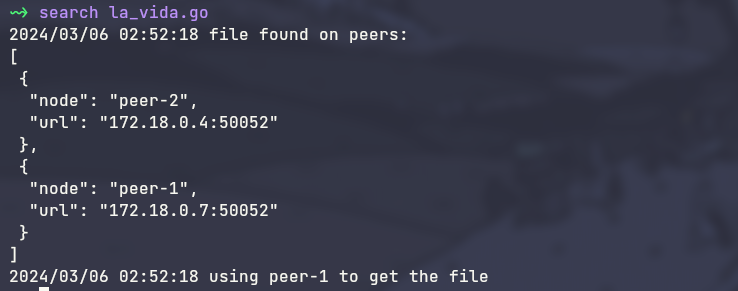 ~> search la_vida.go
2024/03/06 02:52:18 file found on peers:
[
 {
  "node": "peer-2",
  "url": "172.18.0.4:50052"
 },
 {
  "node": "peer-1",
  "url": "172.18.0.7:50052"
 }
]
2024/03/06 02:52:18 using peer-1 to get the file